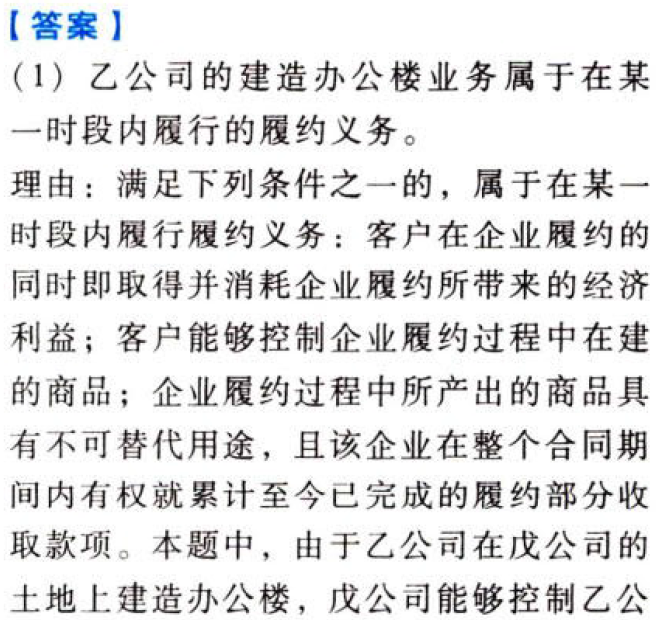 【答案】
(1) 乙公司的建造办公楼业务属于在某
一时段内履行的履约义务。
理由：满足下列条件之一的，属于在某一
时段内履行履约义务：客户在企业履约的
同时即取得并消耗企业履约所带来的经济
利益；客户能够控制企业履约过程中在建
的商品；企业履约过程中所产出的商品具
有不可替代用途，且该企业在整个合同期
间内有权就累计至今已完成的履约部分收
取款项。本题中，由于乙公司在戊公司的
土地上建造办公楼，戊公司能够控制乙公